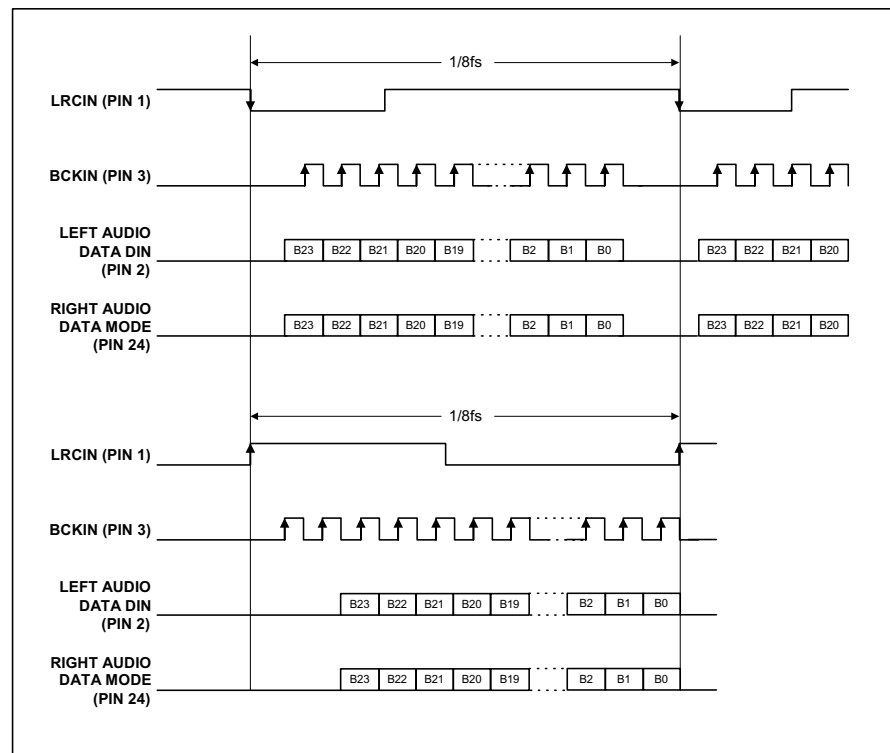 1/8fs
LRCIN (PIN 1)
BCKIN (PIN 3)
LEFT AUDIO
DATA DIN
(PIN 2)
B23 B22 B21 B20 B19 B2 B1 B0 B23 B22 B21 B20
RIGHT AUDIO
DATA MODE
(PIN 24)
B23 B22 B21 B20 B19 B2 B1 B0 B23 B22 B21 B20
1/8fs
LRCIN (PIN 1)
BCKIN (PIN 3)
LEFT AUDIO
DATA DIN
(PIN 2)
B23 B22 B21 B20 B19 B2 B1 B0
RIGHT AUDIO
DATA MODE
(PIN 24)
B23 B22 B21 B20 B19 B2 B1 B0